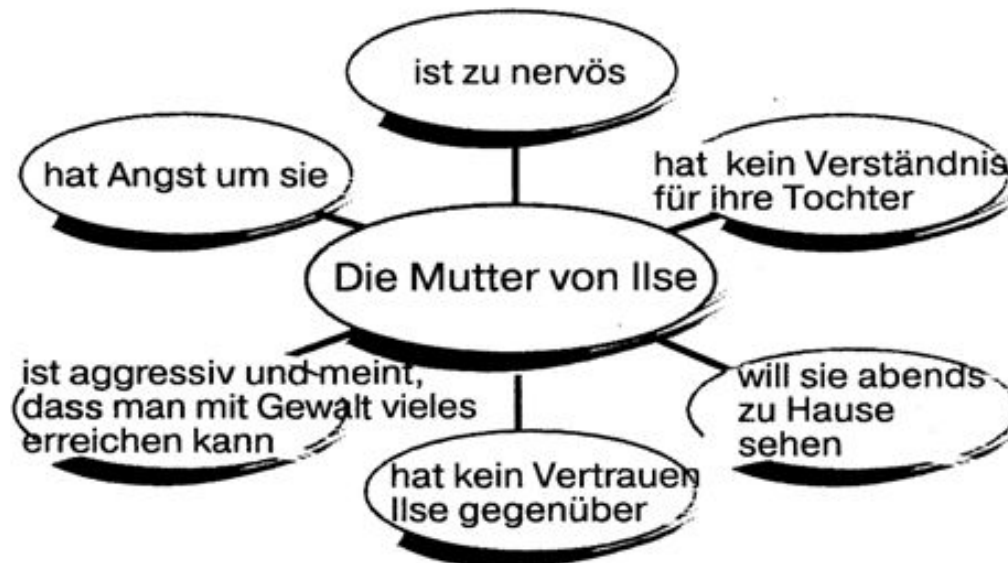 ist zu nervös
hat Angst um sie
hat kein Verständnis
für ihre Tochter
Die Mutter von Ilse
ist aggressiv und meint,
dass man mit Gewalt vieles
erreichen kann
will sie abends
zu Hause
sehen
hat kein Vertrauen
Ilse gegenüber